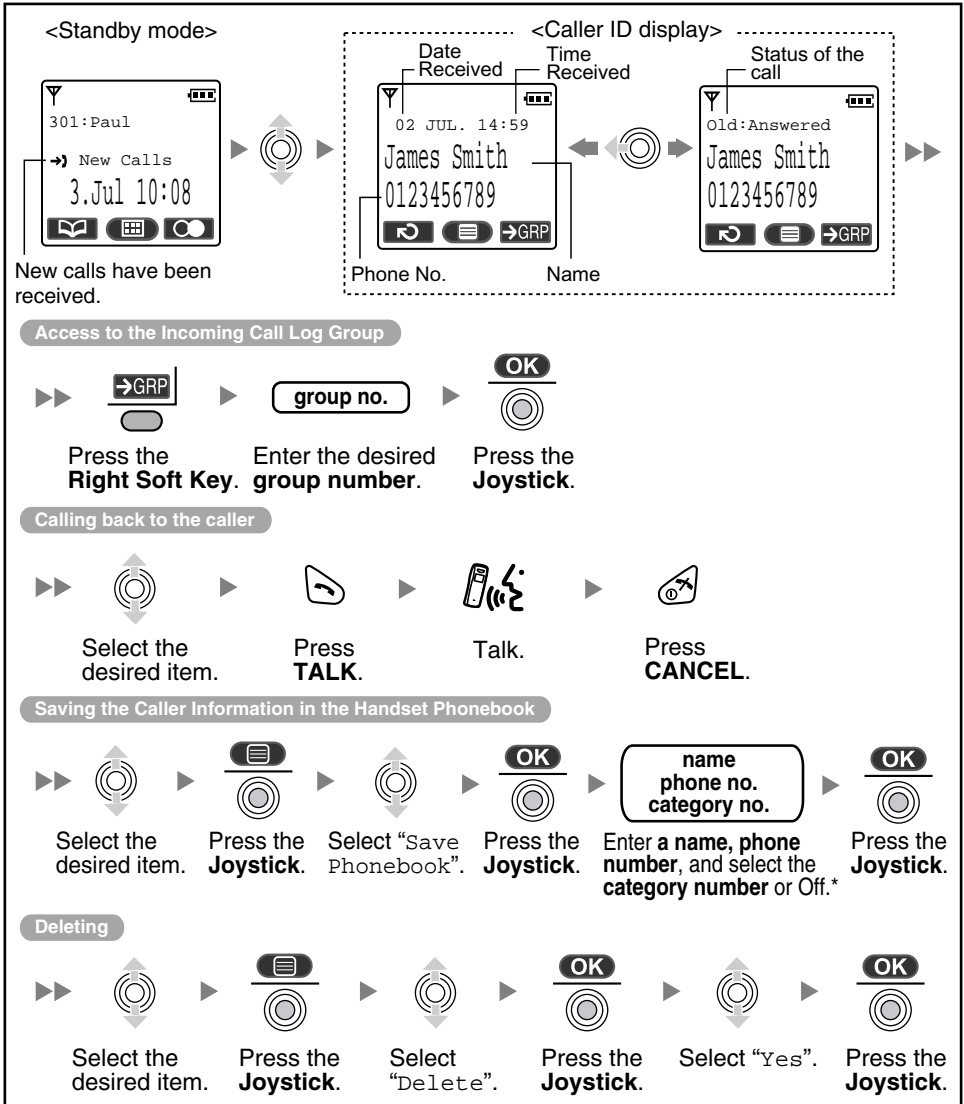 <Standby mode>
<Caller ID display>
Date
Received
Time
Received
Status of the
call
301:Paul
New Calls
3.Jul 10:08
02 JUL. 14:59
James Smith
0123456789
→GRP
Old:Answered
James Smith
0123456789
→GRP
New calls have been
received.
Phone No.
Name
Access to the Incoming Call Log Group
→GRP
group no.
OK
Press the
Right Soft Key.
Enter the desired
group number.
Press the
Joystick.
Calling back to the caller
Select the
desired item.
Press
TALK.
Talk.
Press
CANCEL.
Saving the Caller Information in the Handset Phonebook
OK
name
phone no.
category no.
OK
Select the
desired item.
Press the
Joystick.
Select “Save
Phonebook”.
Press the
Joystick.
Enter a name, phone
number, and select the
category number or Off.*
Press the
Joystick.
Deleting
OK
OK
Select the
desired item.
Press the
Joystick.
Select
“Delete”.
Press the
Joystick.
Select “Yes”.
Press the
Joystick.